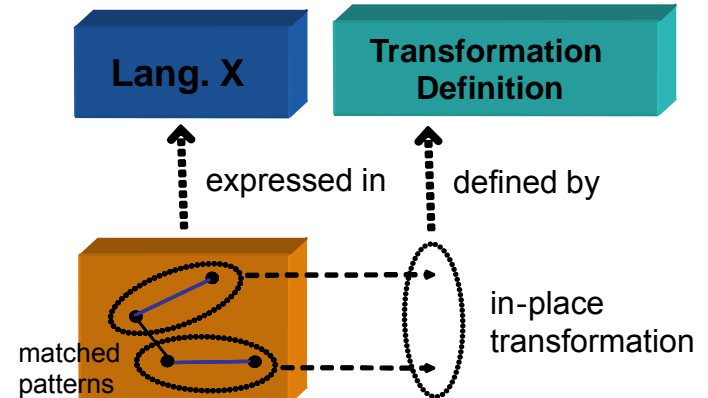 Lang. X
Transformation
Definition
expressed in
defined by
in-place
transformation
matched
patterns